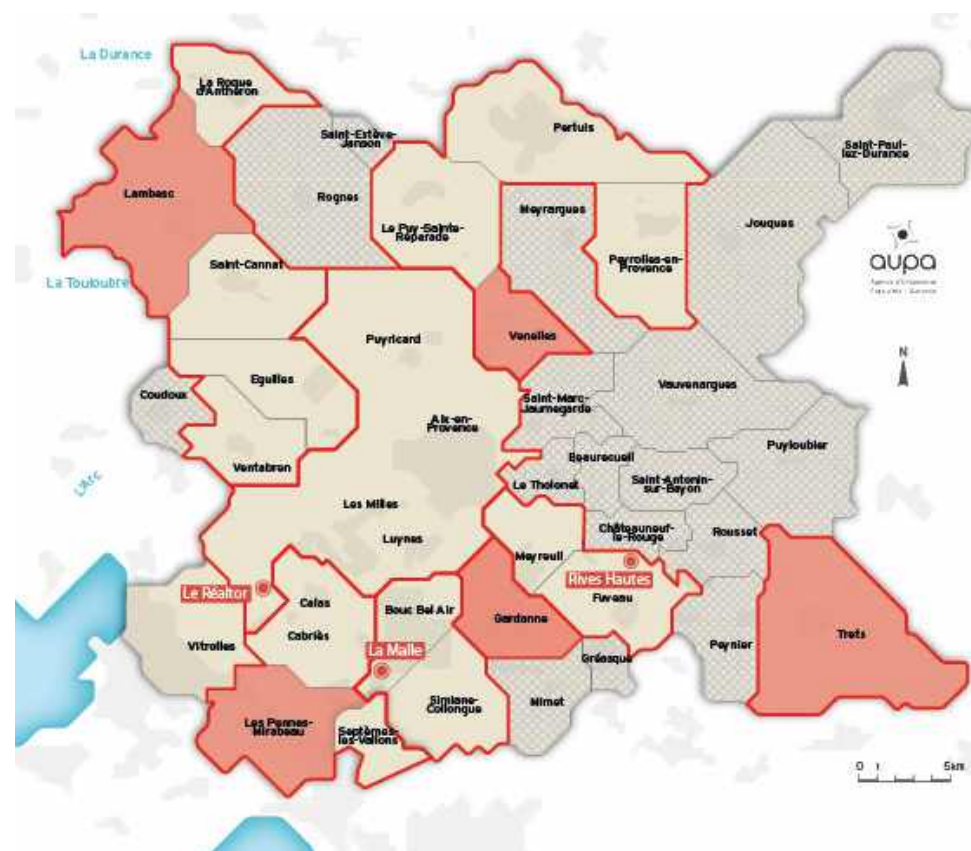 La Durance
La Roque
d'Anthéron
Pertuis
Saint-Estève-
Janson
Saint-Paul-
lez-Durance
Lambesc
Rognes
Meyrargues
Jouques
Le Puy-Sainte-
Réparade
Saint-Cannat
Peyrolles-en-
Provence
aupa
La Touloubre
Puyricard
Venelles
N
Eguilles
Vauvenargues
Coudoux
Saint-Marc-
Jaumegarde
Aix-en-
Provence
Puyloubier
Beaurecueil
Ventabren
L'Arc
Le Tholonet
Saint-Antonin-
sur-Bayon
Les Milles
Châteauneuf-
le-Rouge
Rousset
Luynes
Meyreuil
Rives Hautes
Le Réaltor
Fuveau
Calas
Bouc Bel Air
Gardanne
Cabriès
Trets
Vitrolles
La Malle
Peynier
Gréasque
Simiane-
Collongue
Mimet
Les Pennes-
Mirabeau
Septèmes-
les-Vallons
0 1 5km